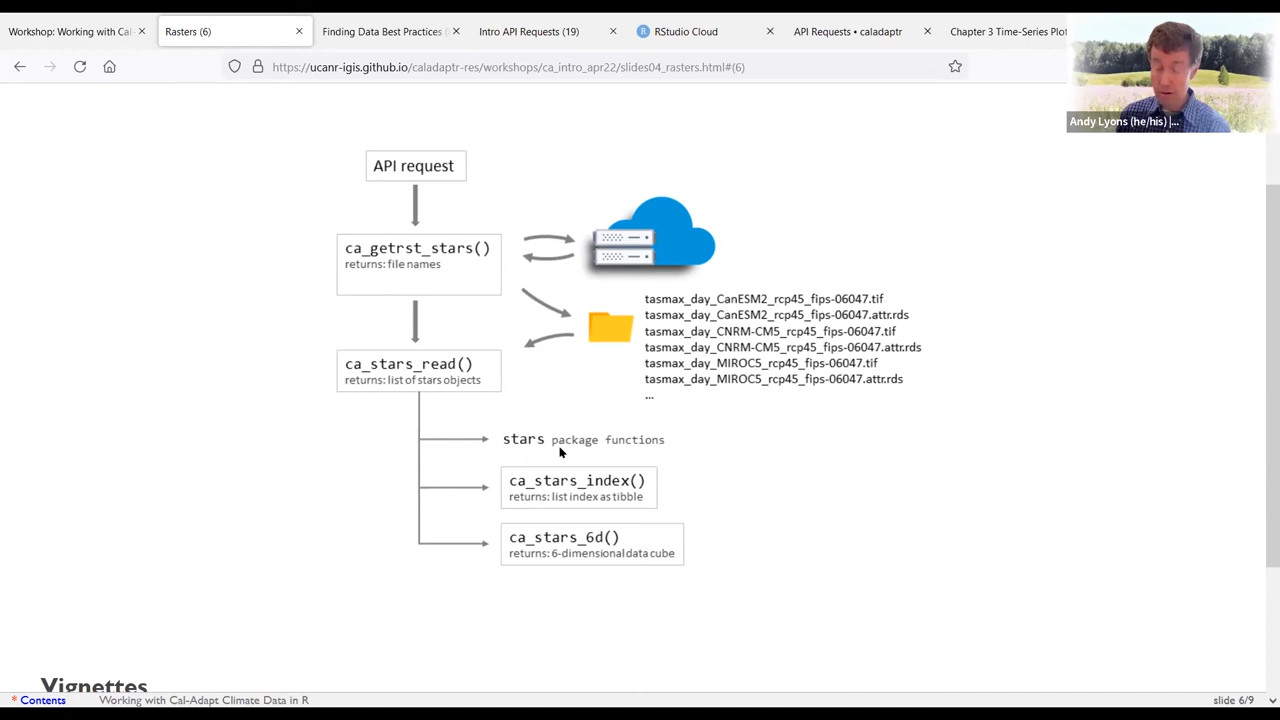 Workshop: Working with Cal-
Rasters (6)
Finding Data Best Practices (
Intro API Requests (19)
RStudio Cloud
API Requests • caladaptr
Chapter 3 Time-Series Plot
https://ucanr-igis.github.io/caladaptr-res/workshops/ca_intro_apr22/slides04_rasters.html#(6)
Andy Lyons (he/his) |...
API request
ca_getrst_stars()
returns: file names
tasmax_day_CanESM2_rcp45_fips-06047.tif
tasmax_day_CanESM2_rcp45_fips-06047.attr.rds
tasmax_day_CNRM-CM5_rcp45_fips-06047.tif
tasmax_day_CNRM-CM5_rcp45_fips-06047.attr.rds
tasmax_day_MIROC5_rcp45_fips-06047.tif
tasmax_day_MIROC5_rcp45_fips-06047.attr.rds
...
ca_stars_read()
returns: list of stars objects
stars package functions
ca_stars_index()
returns: list index as tibble
ca_stars_6d()
returns: 6-dimensional data cube
Vignettes
* Contents
Working with Cal-Adapt Climate Data in R
slide 6/9